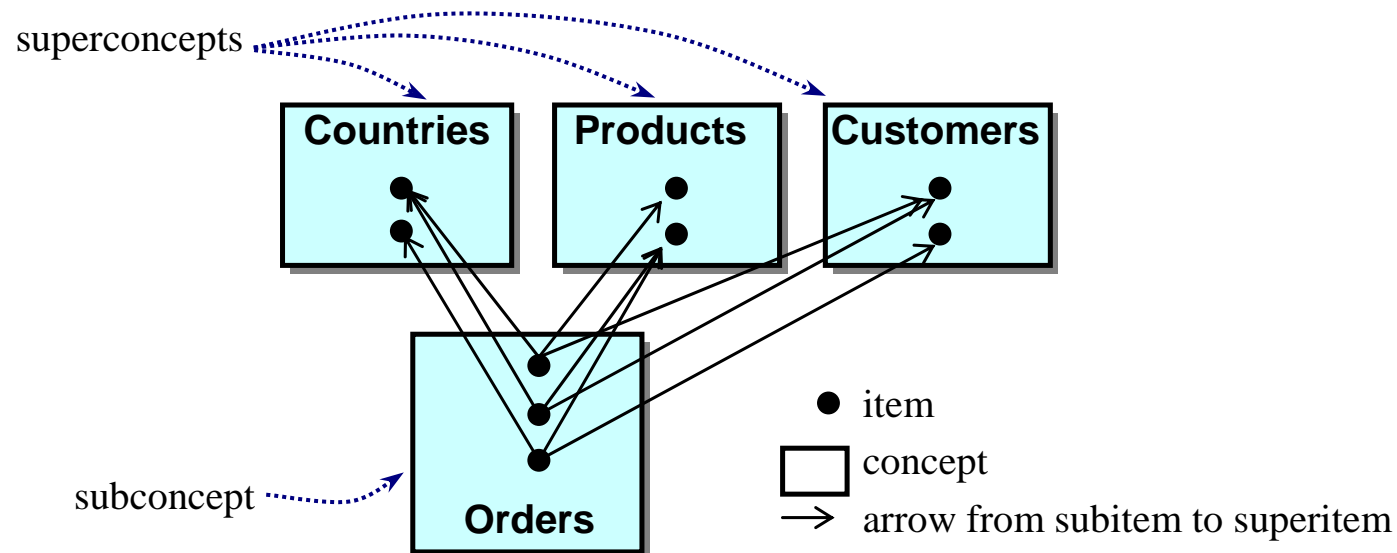 superconcepts
Countries
Products
Customers
item
concept
subconcept
Orders
arrow from subitem to superitem